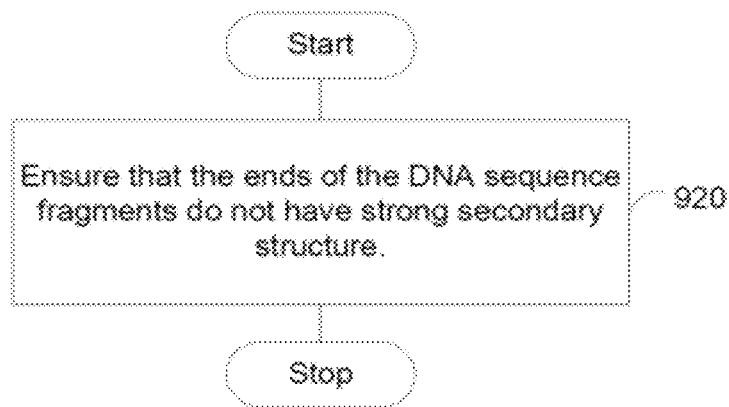 Start
Ensure that the ends of the DNA sequence
fragments do not have strong secondary
structure.
920
Stop